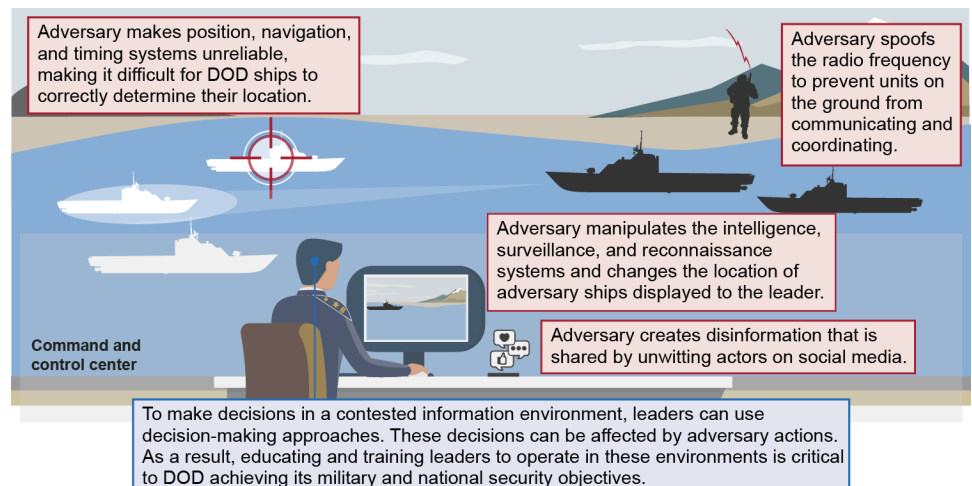 Adversary makes position, navigation,
and timing systems unreliable,
making it difficult for DOD ships to
correctly determine their location.
Adversary spoofs
the radio frequency
to prevent units on
the ground from
communicating and
coordinating.
Adversary manipulates the intelligence,
surveillance, and reconnaissance
systems and changes the location of
adversary ships displayed to the leader.
Adversary creates disinformation that is
shared by unwitting actors on social media.
Command and
control center
To make decisions in a contested information environment, leaders can use
decision-making approaches. These decisions can be affected by adversary actions.
As a result, educating and training leaders to operate in these environments is critical
to DOD achieving its military and national security objectives.